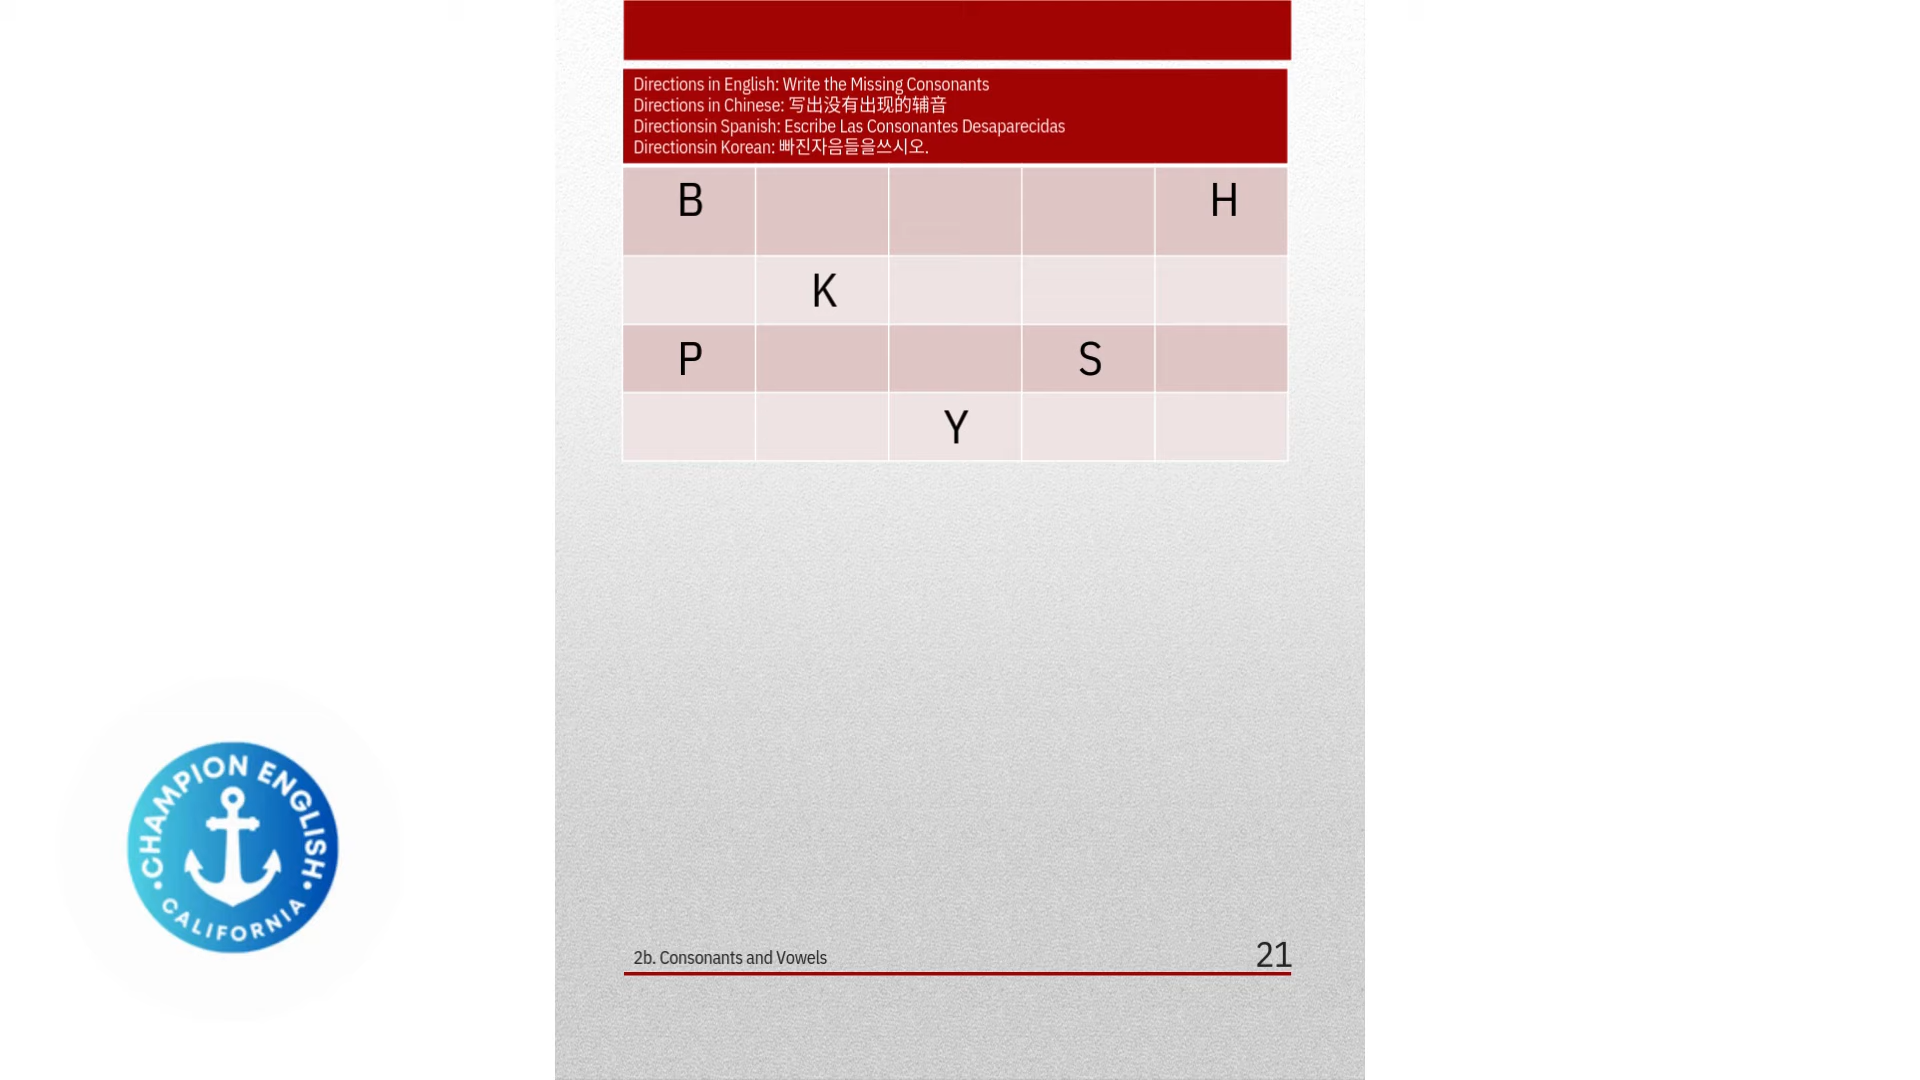 Directions in English: Write the Missing Consonants
Directions in Chinese: 写出没有出现的辅音
Directionsin Spanish: Escribe Las Consonantes Desaparecidas
Directionsin Korean: 빠진자음들을쓰시오.
B H
K
P S
Y
CHAMPION ENGLISH
CALIFORNIA
2b. Consonants and Vowels 21